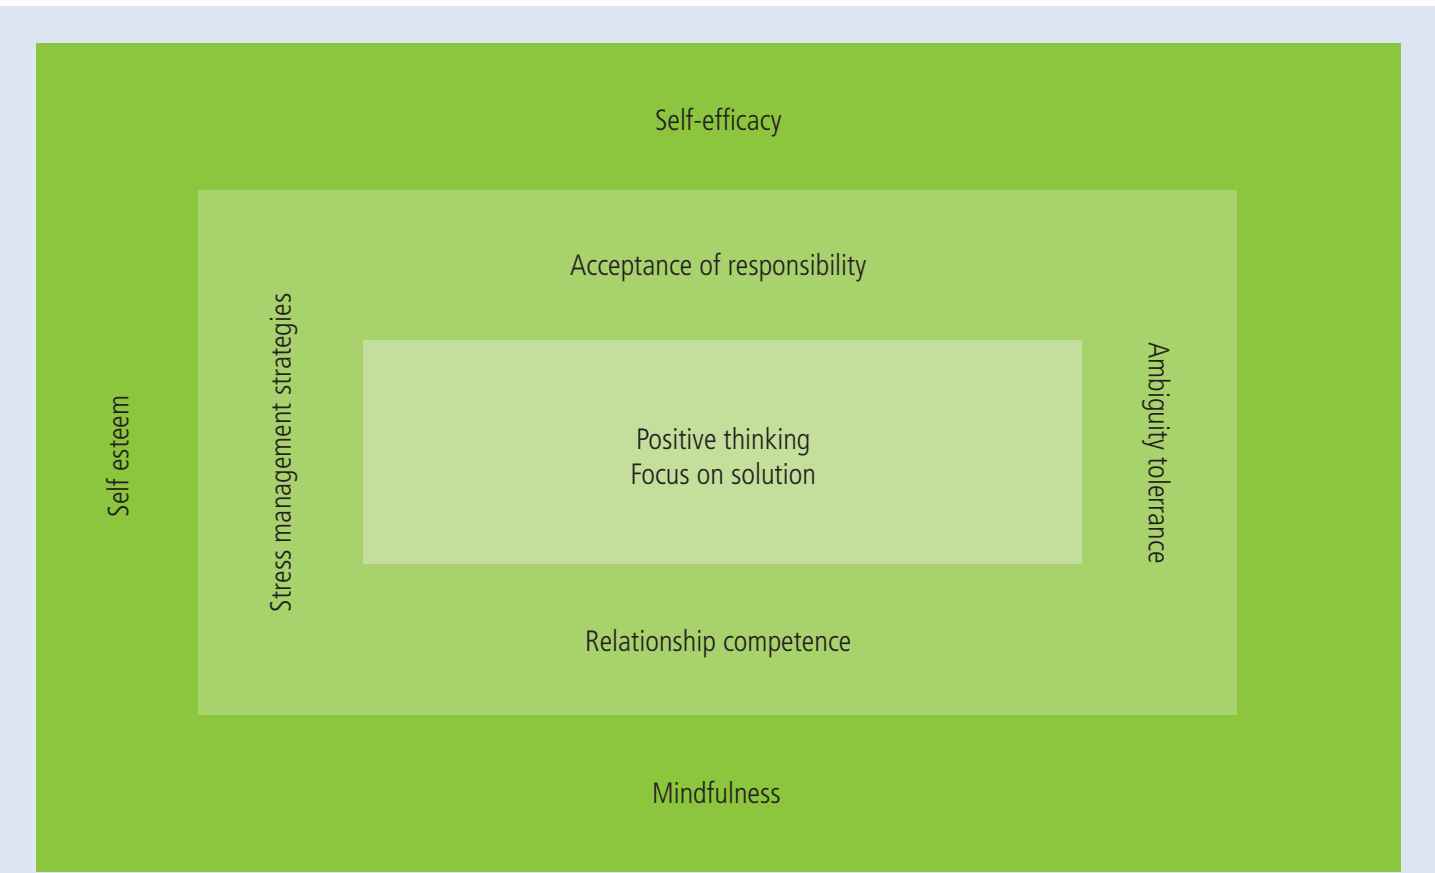 Self-efficacy
Acceptance of responsibility
Self esteem
Stress management strategies
Positive thinking
Focus on solution
Ambiguity tolerrance
Relationship competence
Mindfulness